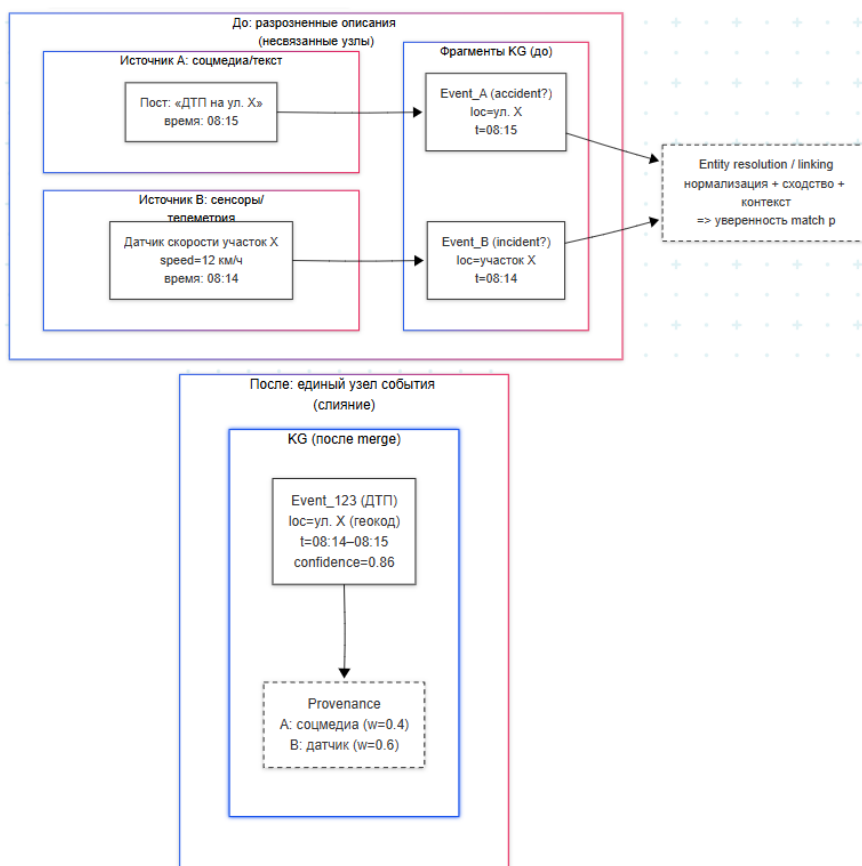 До: разрозненные описания
(несвязанные узлы)
Источник A: соцмедиа/текст
Пост: «ДТП на ул. X»
время: 08:15
Источник B: сенсоры/
телеметрия
Датчик скорости участок X
speed=12 км/ч
время: 08:14
Фрагменты KG (до)
Event_A (accident?)
loc=ул. X
t=08:15
Event_B (incident?)
loc=участок X
t=08:14
Entity resolution / linking
нормализация + сходство +
контекст
=> уверенность match p
После: единый узел события
(слияние)
KG (после merge)
Event_123 (ДТП)
loc=ул. X (геокод)
t=08:14–08:15
confidence=0.86
Provenance
A: соцмедиа (w=0.4)
B: датчик (w=0.6)